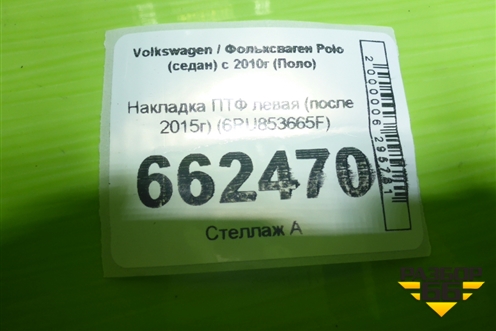 Volkswagen / Фольксваген Polo
(седан) с 2010г (Поло)
Накладка ПТФ левая (после
2015г) (6RU853665F)
662470
Стеллаж А